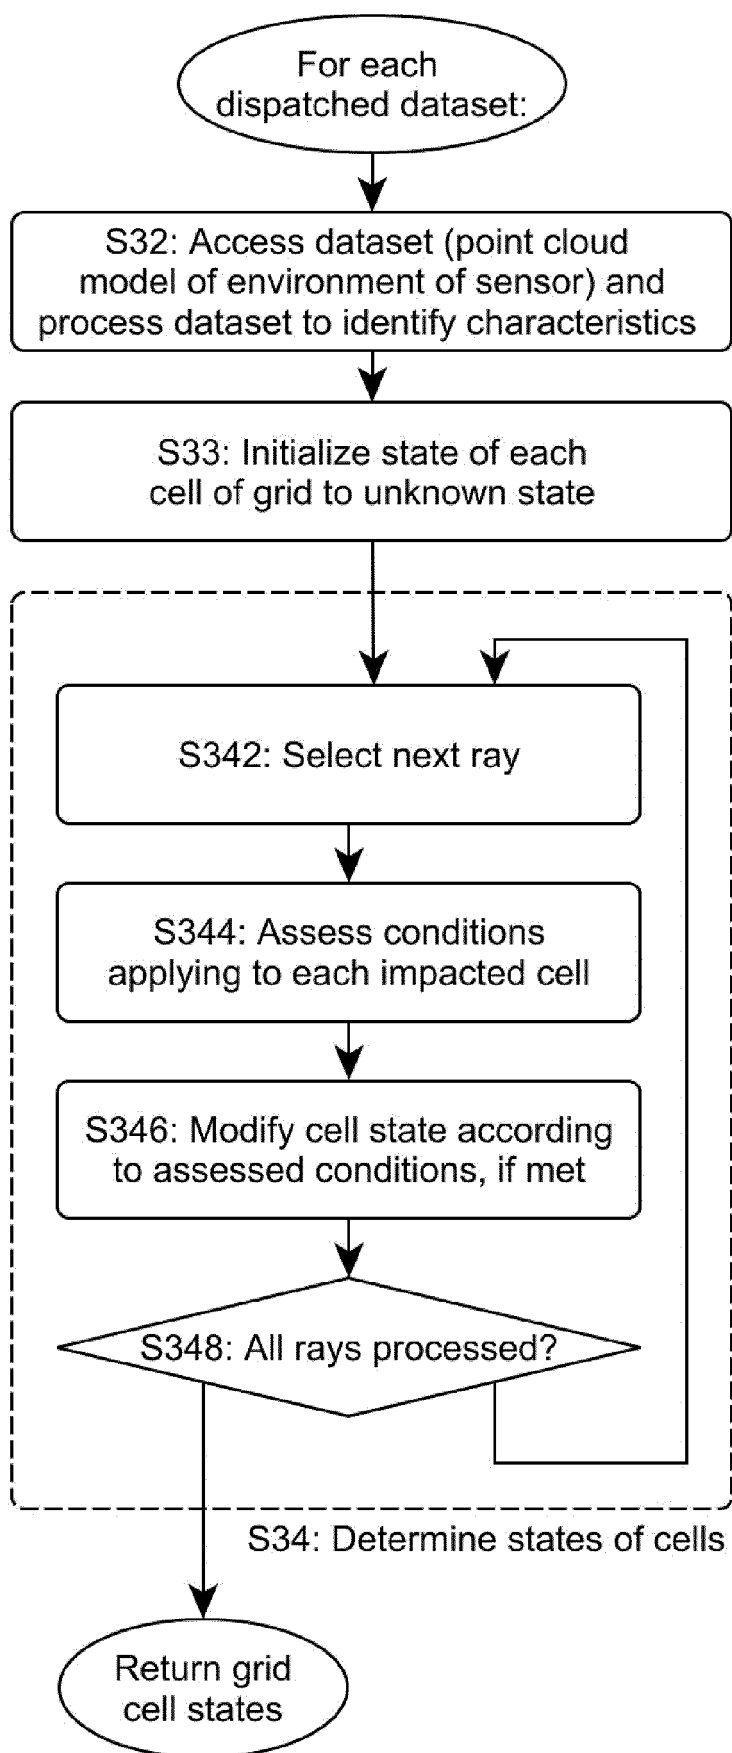 For each
dispatched dataset:
S32: Access dataset (point cloud
model of environment of sensor) and
process dataset to identify characteristics
S33: Initialize state of each
cell of grid to unknown state
S342: Select next ray
S344: Assess conditions
applying to each impacted cell
S346: Modify cell state according
to assessed conditions, if met
S348: All rays processed?
S34: Determine states of cells
Return grid
cell states